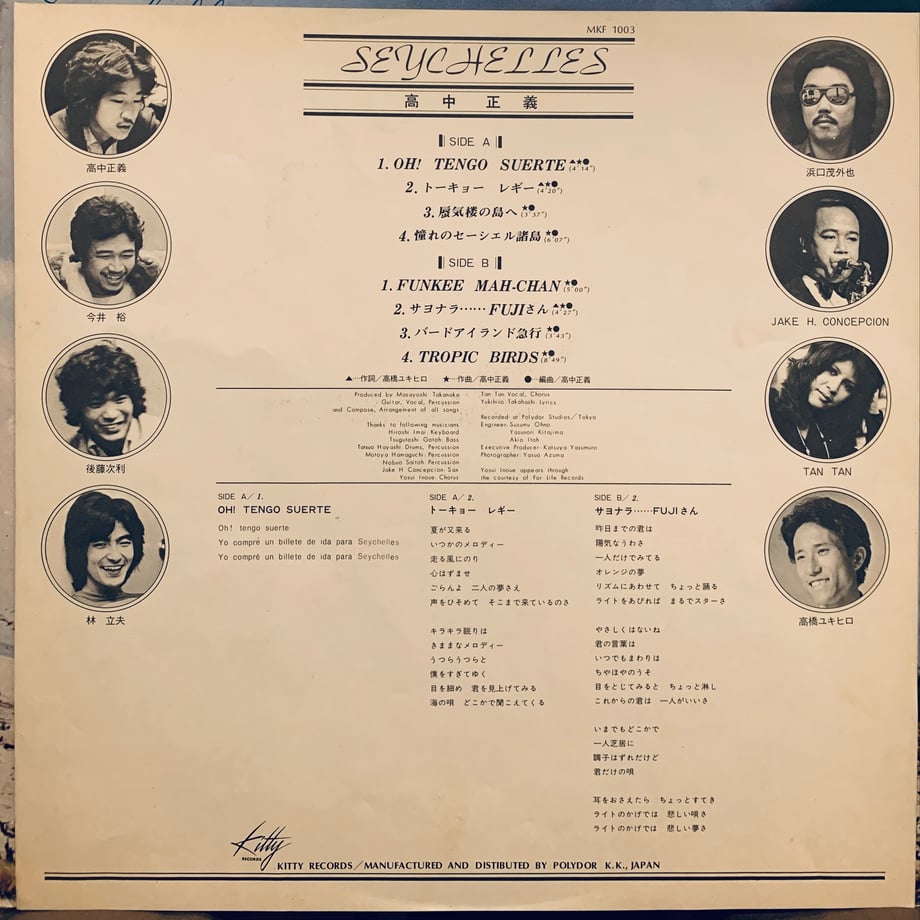 MKF 1003
SEYCHELLES
高中正義
SIDE A
1. OH! TENGO SUERTE ▲★● (4'14")
2. トーキョー レギー ▲★● (4'20")
3. 蜃気楼の島へ ★● (3'37")
4. 憧れのセーシェル諸島 ★● (6'07")
SIDE B
1. FUNKEE MAH-CHAN ★● (5'00")
2. サヨナラ……FUJIさん ▲★● (4'27")
3. バードアイランド急行 ★● (3'43")
4. TROPIC BIRDS ★● (8'49")
▲…作詞／高橋ユキヒロ ★…作曲／高中正義 ●…編曲／高中正義
高中正義
今井 裕
後藤次利
林 立夫
浜口茂外也
JAKE H. CONCEPCION
TAN TAN
高橋ユキヒロ
Produced by Masayoshi Takanaka
Guitar, Vocal, Percussion
and Compose, Arrangement of all songs
Thanks to following musicians
Hiroshi Imai: Keyboard
Tsugutoshi Gotoh: Bass
Tatsuo Hayashi: Drums, Percussion
Motoya Hamaguchi: Percussion
Nobuo Saitoh: Percussion
Jake H Concepcion: Sax
Yosui Inoue: Chorus
Tan Tan: Vocal, Chorus
Yukihiro Takahashi: Lyrics
Recorded at Polydor Studios/Tokyo
Engineer: Susumu Ohno
Yasunori Kitajima
Akio Itoh
Executive Producer: Katsuya Yasumuro
Photographer: Yasuo Azuma
Yosui Inoue appears through
the courtesy of For Life Records
SIDE A/1.
OH! TENGO SUERTE
Oh! tengo suerte
Yo compré un billete de ida para Seychelles
Yo compré un billete de ida para Seychelles
SIDE A/2.
トーキョー レギー
夏が又来る
いつかのメロディー
走る風にのり
心はずませ
ごらんよ 二人の夢さえ
声をひそめて そこまで来ているのさ
キラキラ眠りは
きままなメロディー
うつらうつらと
僕をすぎてゆく
目を細め 君を見上げてみる
海の唄 どこかで聞こえてくる
SIDE B/2.
サヨナラ……FUJIさん
昨日までの君は
陽気なうわさ
一人だけでみてる
オレンジの夢
リズムにあわせて ちょっと踊る
ライトをあびれば まるでスターさ
やさしくはないね
君の言葉は
いつでもまわりは
ちやほやのうそ
目をとじてみると ちょっと淋し
これからの君は 一人がいいさ
いまでもどこかで
一人芝居に
調子はずれだけど
君だけの唄
耳をおさえたら ちょっとすてき
ライトのかげでは 悲しい唄さ
ライトのかげでは 悲しい夢さ
Kitty
RECORDS
KITTY RECORDS/MANUFACTURED AND DISTIBUTED BY POLYDOR K.K., JAPAN